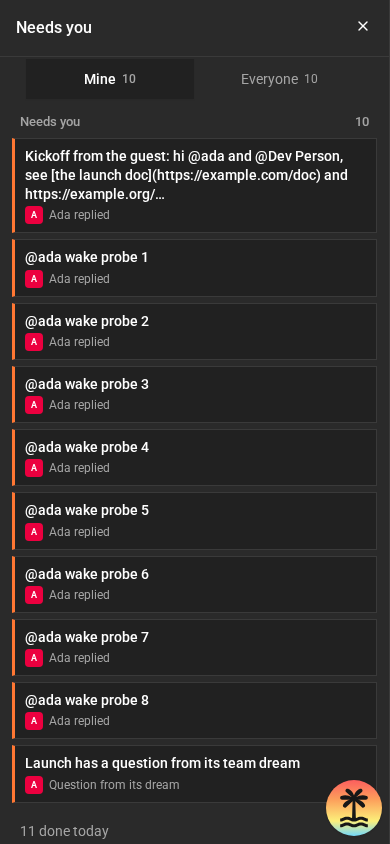 Needs you
Mine 10
Everyone 10
Needs you 10
Kickoff from the guest: hi @ada and @Dev Person,
see [the launch doc](https://example.com/doc) and
https://example.org/...
A Ada replied
@ada wake probe 1
A Ada replied
@ada wake probe 2
A Ada replied
@ada wake probe 3
A Ada replied
@ada wake probe 4
A Ada replied
@ada wake probe 5
A Ada replied
@ada wake probe 6
A Ada replied
@ada wake probe 7
A Ada replied
@ada wake probe 8
A Ada replied
Launch has a question from its team dream
A Question from its dream
11 done today